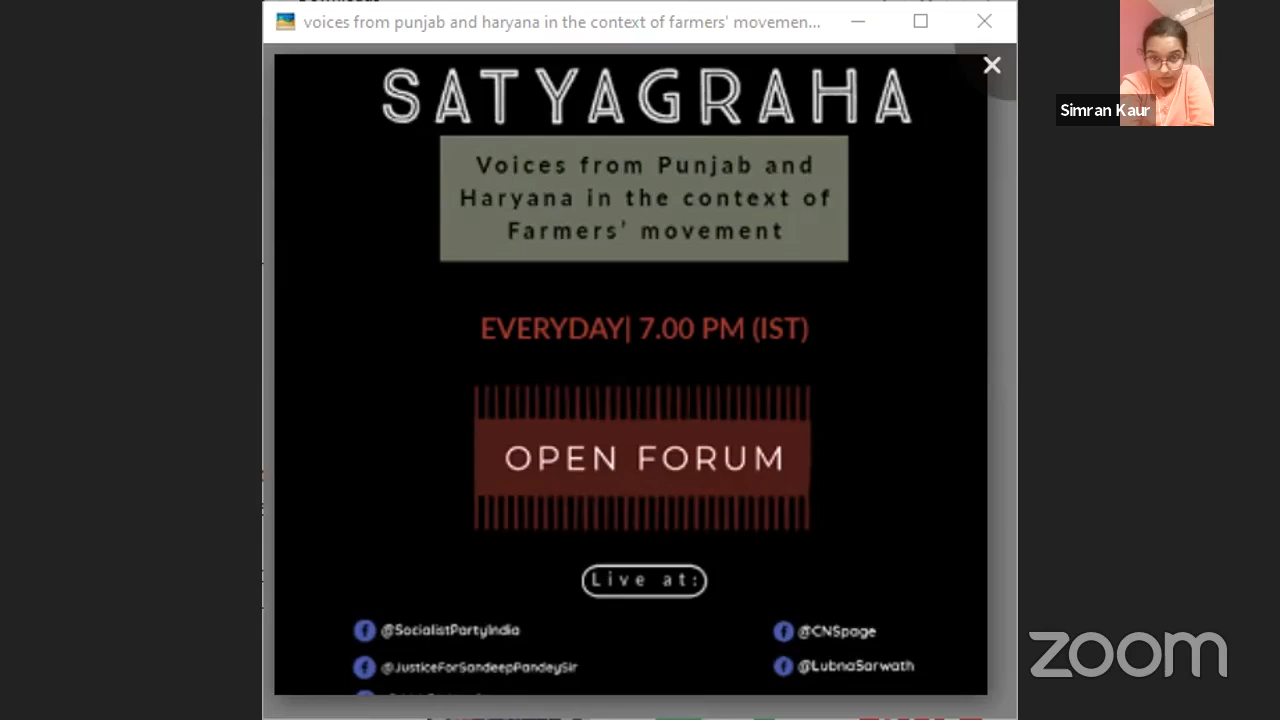 voices from punjab and haryana in the context of farmers' movemen...
SATYAGRAHA
Voices from Punjab and
Haryana in the context of
Farmers’ movement
EVERYDAY| 7.00 PM (IST)
OPEN FORUM
Live at:
@SocialistPartyIndia
@CNSpage
@JusticeForSandeepPandeySir
@LubnaSarwath
Simran Kaur
zoom